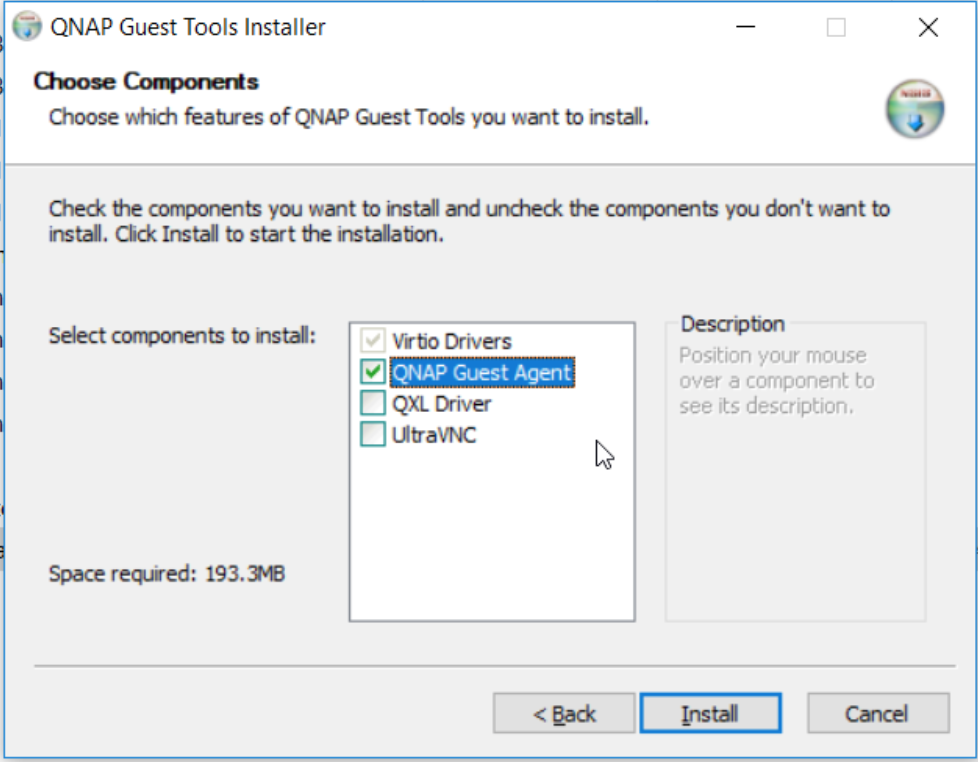 QNAP Guest Tools Installer
Choose Components
Choose which features of QNAP Guest Tools you want to install.
Check the components you want to install and uncheck the components you don't want to
install. Click Install to start the installation.
Select components to install:
Virtio Drivers
QNAP Guest Agent
QXL Driver
UltraVNC
Description
Position your mouse
over a component to
see its description.
Space required: 193.3MB
< Back
Install
Cancel